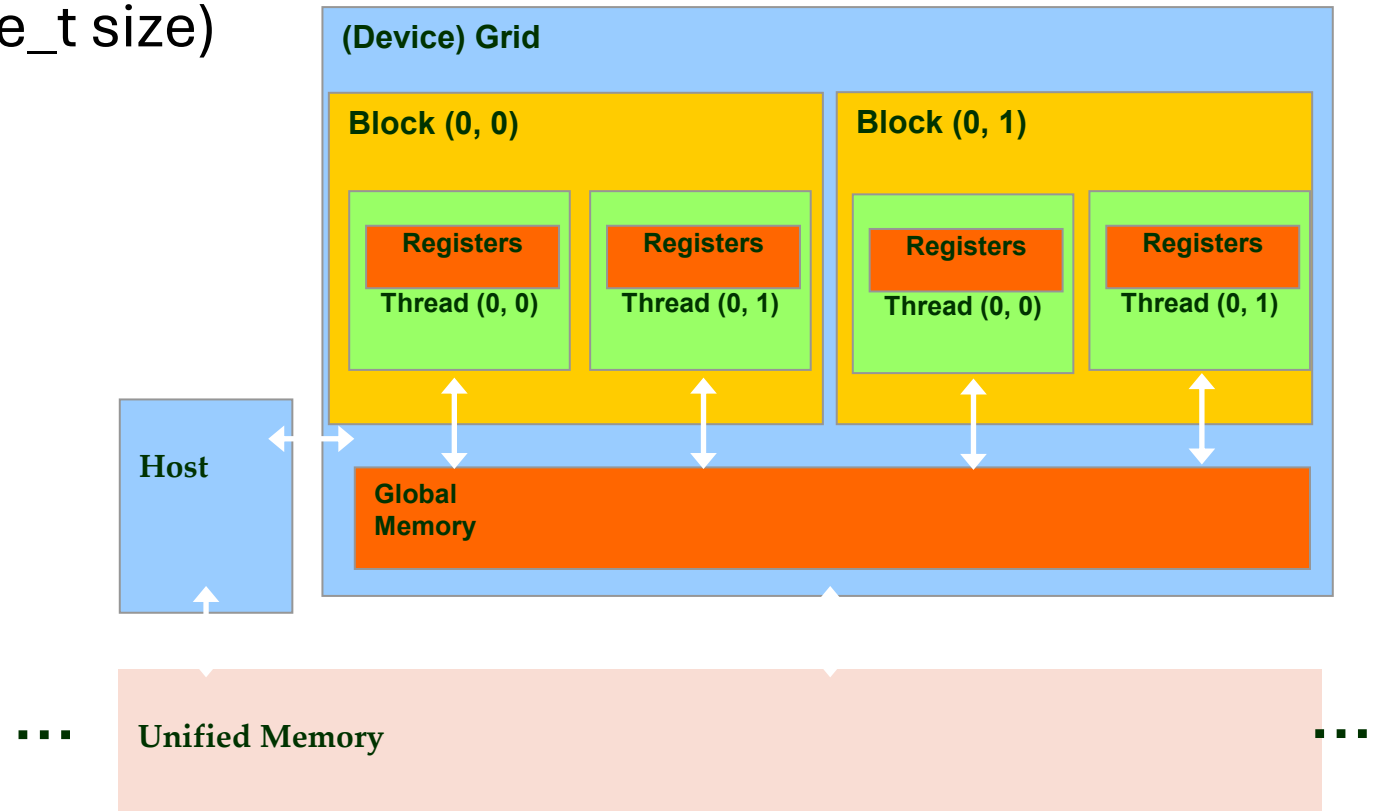 e_t size)
(Device) Grid
Block (0, 0)
Block (0, 1)
Registers
Registers
Registers
Registers
Thread (0, 0)
Thread (0, 1)
Thread (0, 0)
Thread (0, 1)
Host
Global
Memory
... Unified Memory ...